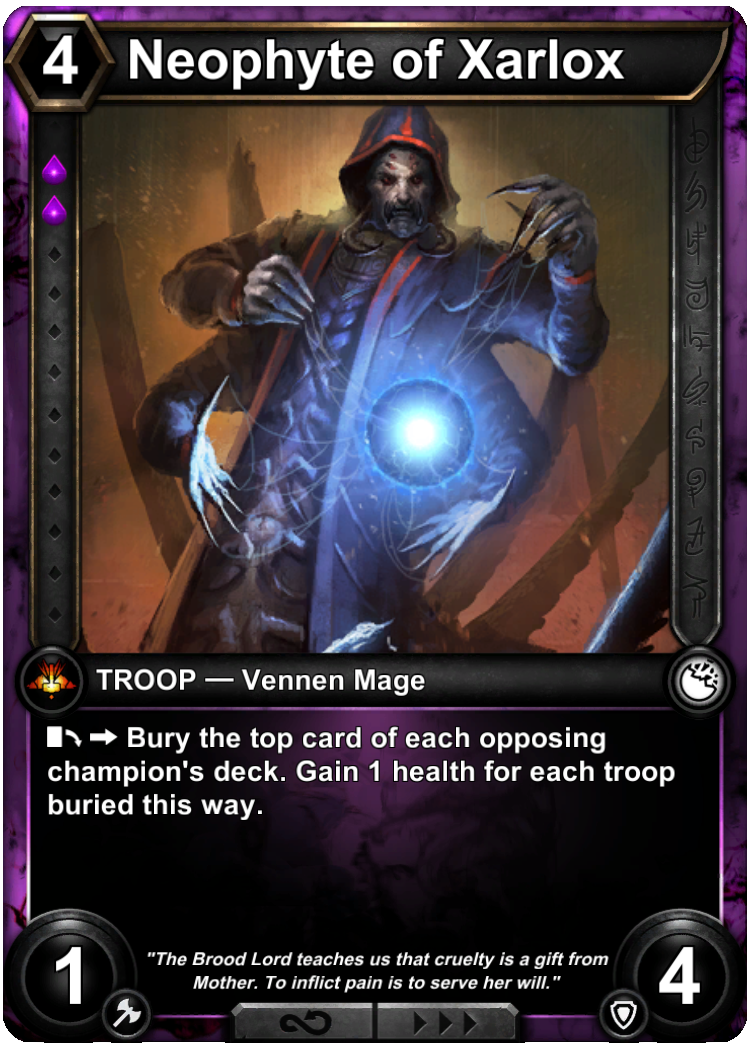 4 Neophyte of Xarlox
TROOP — Vennen Mage
Bury the top card of each opposing
champion's deck. Gain 1 health for each troop
buried this way.
"The Brood Lord teaches us that cruelty is a gift from
Mother. To inflict pain is to serve her will."
1
4